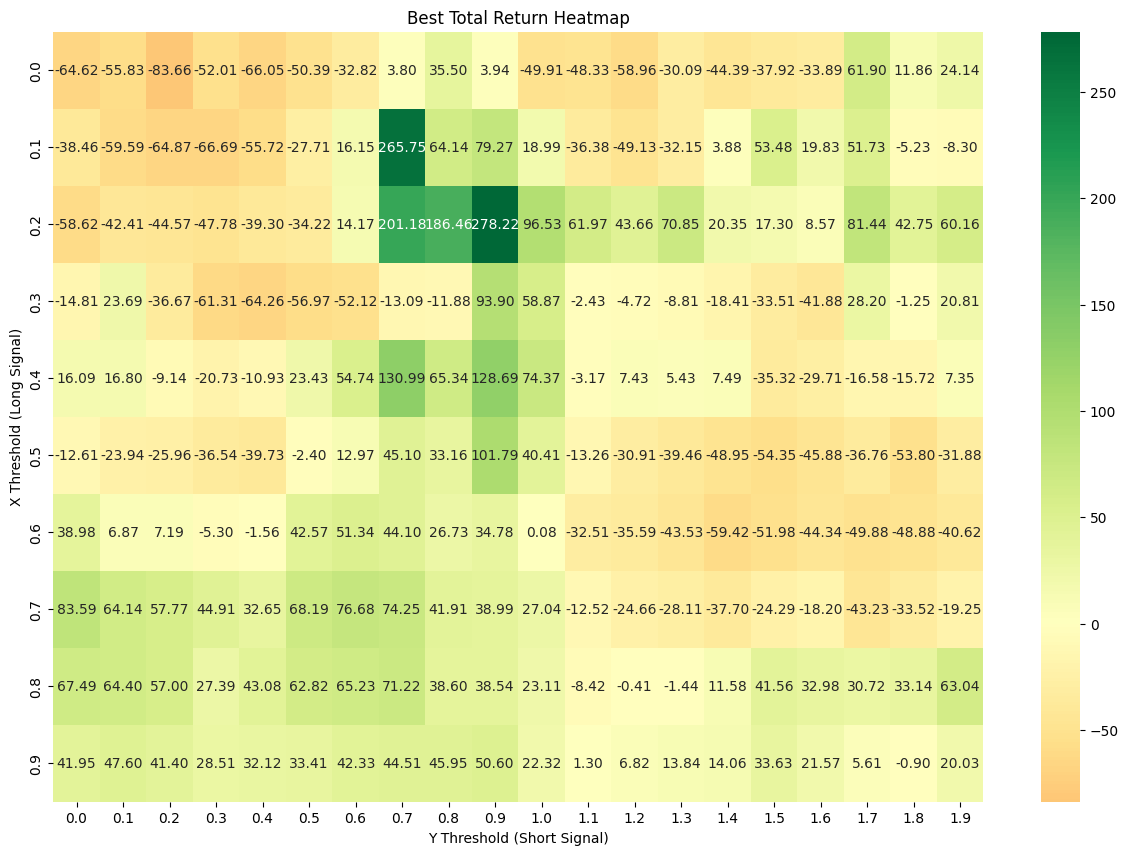 Best Total Return Heatmap
X Threshold (Long Signal)
0.0 -64.62 -55.83 -83.66 -52.01 -66.05 -50.39 -32.82 3.80 35.50 3.94 -49.91 -48.33 -58.96 -30.09 -44.39 -37.92 -33.89 61.90 11.86 24.14
0.1 -38.46 -59.59 -64.87 -66.69 -55.72 -27.71 16.15 265.75 64.14 79.27 18.99 -36.38 -49.13 -32.15 3.88 53.48 19.83 51.73 -5.23 -8.30
0.2 -58.62 -42.41 -44.57 -47.78 -39.30 -34.22 14.17 201.18 186.46 278.22 96.53 61.97 43.66 70.85 20.35 17.30 8.57 81.44 42.75 60.16
0.3 -14.81 23.69 -36.67 -61.31 -64.26 -56.97 -52.12 -13.09 -11.88 93.90 58.87 -2.43 -4.72 -8.81 -18.41 -33.51 -41.88 28.20 -1.25 20.81
0.4 16.09 16.80 -9.14 -20.73 -10.93 23.43 54.74 130.99 65.34 128.69 74.37 -3.17 7.43 5.43 7.49 -35.32 -29.71 -16.58 -15.72 7.35
0.5 -12.61 -23.94 -25.96 -36.54 -39.73 -2.40 12.97 45.10 33.16 101.79 40.41 -13.26 -30.91 -39.46 -48.95 -54.35 -45.88 -36.76 -53.80 -31.88
0.6 38.98 6.87 7.19 -5.30 -1.56 42.57 51.34 44.10 26.73 34.78 0.08 -32.51 -35.59 -43.53 -59.42 -51.98 -44.34 -49.88 -48.88 -40.62
0.7 83.59 64.14 57.77 44.91 32.65 68.19 76.68 74.25 41.91 38.99 27.04 -12.52 -24.66 -28.11 -37.70 -24.29 -18.20 -43.23 -33.52 -19.25
0.8 67.49 64.40 57.00 27.39 43.08 62.82 65.23 71.22 38.60 38.54 23.11 -8.42 -0.41 -1.44 11.58 41.56 32.98 30.72 33.14 63.04
0.9 41.95 47.60 41.40 28.51 32.12 33.41 42.33 44.51 45.95 50.60 22.32 1.30 6.82 13.84 14.06 33.63 21.57 5.61 -0.90 20.03
0.0 0.1 0.2 0.3 0.4 0.5 0.6 0.7 0.8 0.9 1.0 1.1 1.2 1.3 1.4 1.5 1.6 1.7 1.8 1.9
Y Threshold (Short Signal)
250
200
150
100
50
0
−50